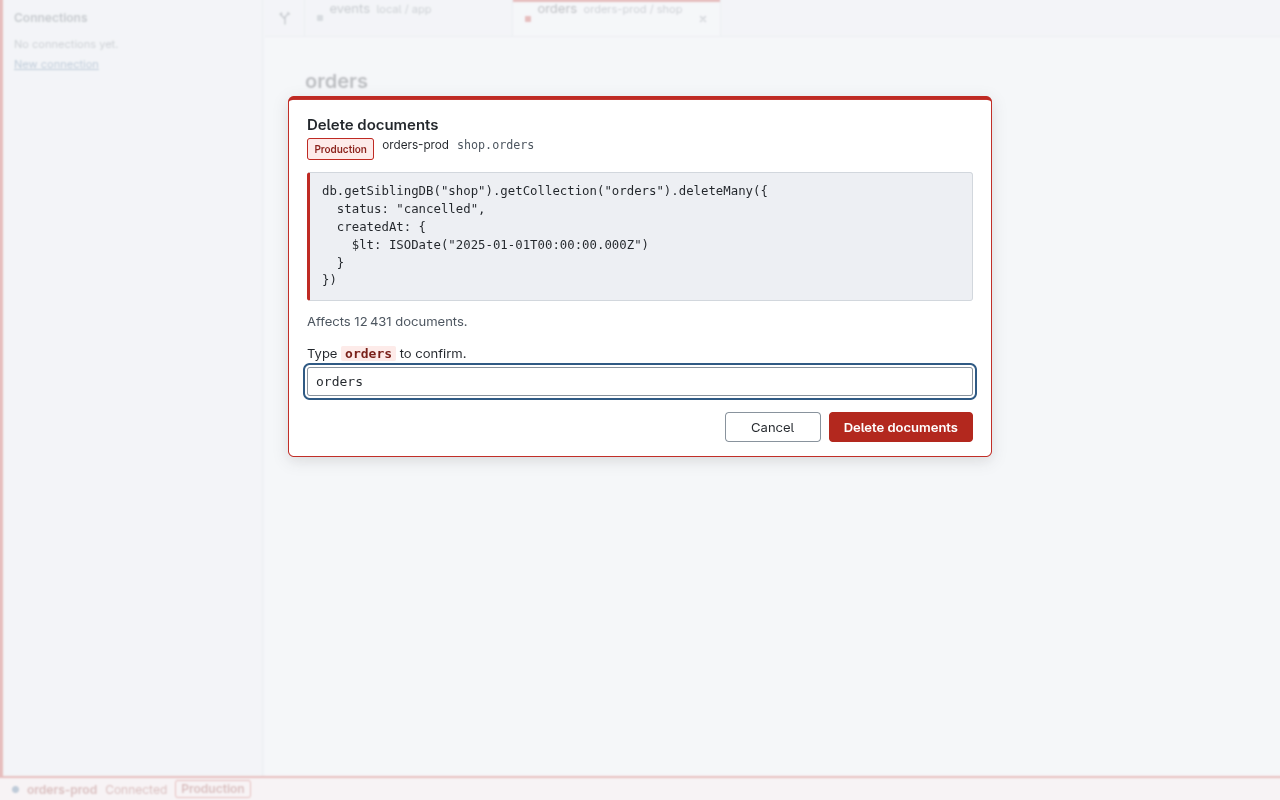 Connections
No connections yet.
New connection
events local / app
orders orders-prod / shop
orders
Delete documents
Production orders-prod shop.orders
db.getSiblingDB("shop").getCollection("orders").deleteMany({
  status: "cancelled",
  createdAt: {
    $lt: ISODate("2025-01-01T00:00:00.000Z")
  }
})
Affects 12 431 documents.
Type orders to confirm.
orders
Cancel Delete documents
orders-prod Connected Production